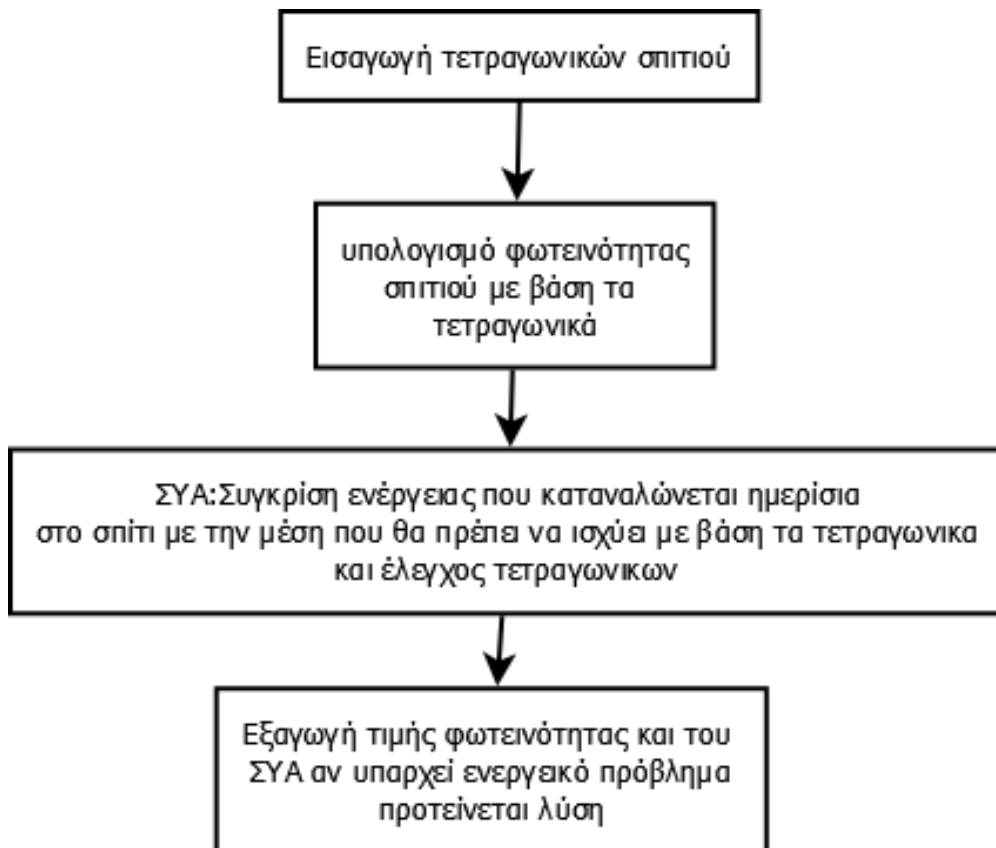 Εισαγωγή τετραγωνικών σπιτιού
υπολογισμό φωτεινότητας
σπιτιού με βάση τα
τετραγωνικά
ΣΥΑ:Συγκρίση ενέργειας που καταναλώνεται ημερίσια
στο σπίτι με την μέση που θα πρέπει να ισχύει με βάση τα τετραγωνικα
και έλεγχος τετραγωνικων
Εξαγωγή τιμής φωτεινότητας και του
ΣΥΑ αν υπαρχεί ενεργεικό πρόβλημα
προτείνεται λύση